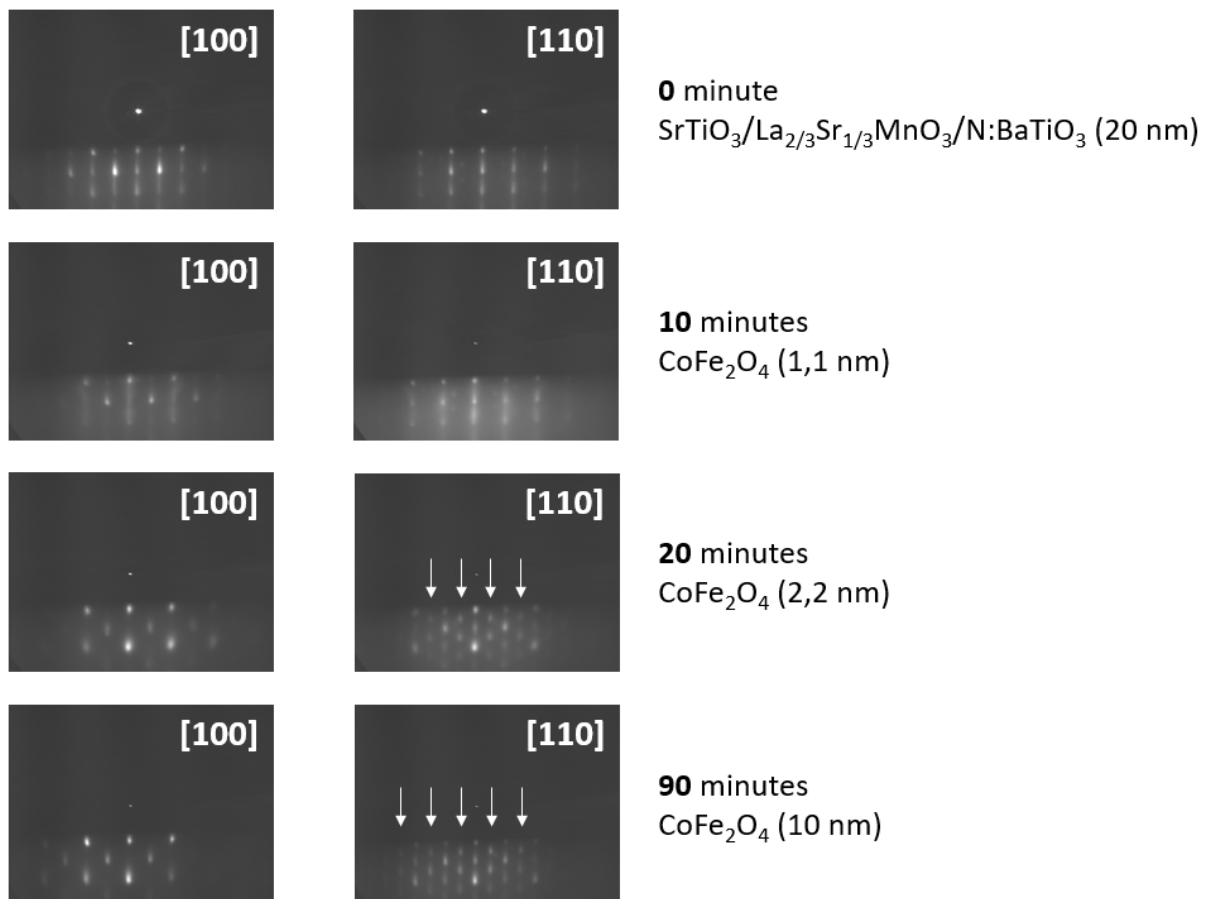 [100] [110]
0 minute
SrTiO₃/La₂/₃Sr₁/₃MnO₃/N:BaTiO₃ (20 nm)
[100] [110]
10 minutes
CoFe₂O₄ (1,1 nm)
[100] [110]
20 minutes
CoFe₂O₄ (2,2 nm)
[100] [110]
90 minutes
CoFe₂O₄ (10 nm)